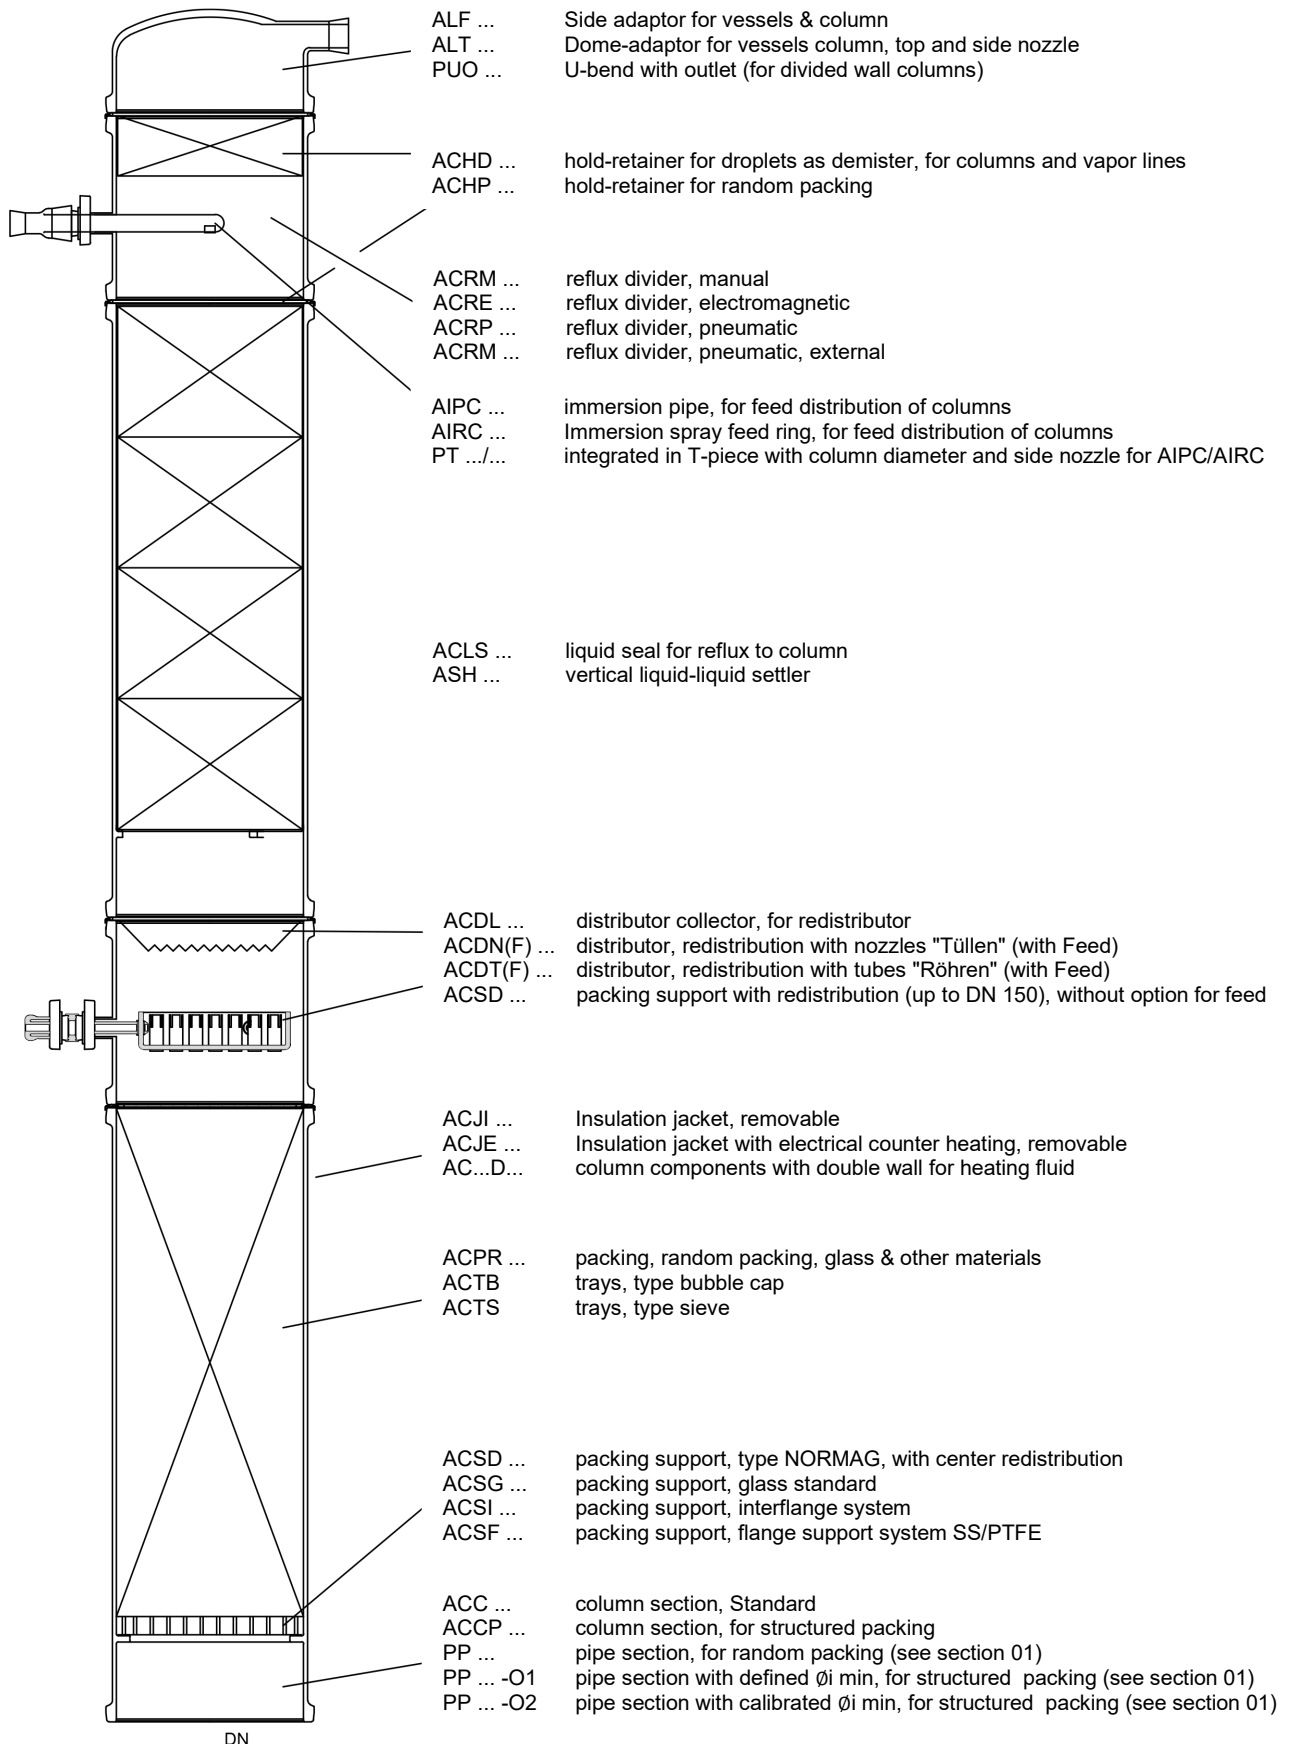 ALF ... Side adaptor for vessels & column
ALT ... Dome-adaptor for vessels column, top and side nozzle
PUO ... U-bend with outlet (for divided wall columns)
ACHD ... hold-retainer for droplets as demister, for columns and vapor lines
ACHP ... hold-retainer for random packing
ACRM ... reflux divider, manual
ACRE ... reflux divider, electromagnetic
ACRP ... reflux divider, pneumatic
ACRM ... reflux divider, pneumatic, external
AIPC ... immersion pipe, for feed distribution of columns
AIRC ... Immersion spray feed ring, for feed distribution of columns
PT .../... integrated in T-piece with column diameter and side nozzle for AIPC/AIRC
ACLS ... liquid seal for reflux to column
ASH ... vertical liquid-liquid settler
ACDL ... distributor collector, for redistributor
ACDN(F) ... distributor, redistribution with nozzles "Tüllen" (with Feed)
ACDT(F) ... distributor, redistribution with tubes "Röhren" (with Feed)
ACSD ... packing support with redistribution (up to DN 150), without option for feed
ACJI ... Insulation jacket, removable
ACJE ... Insulation jacket with electrical counter heating, removable
AC...D... column components with double wall for heating fluid
ACPR ... packing, random packing, glass & other materials
ACTB trays, type bubble cap
ACTS trays, type sieve
ACSD ... packing support, type NORMAG, with center redistribution
ACSG ... packing support, glass standard
ACSI ... packing support, interflange system
ACSF ... packing support, flange support system SS/PTFE
ACC ... column section, Standard
ACCP ... column section, for structured packing
PP ... pipe section, for random packing (see section 01)
PP ... -O1 pipe section with defined Øi min, for structured packing (see section 01)
PP ... -O2 pipe section with calibrated Øi min, for structured packing (see section 01)
DN